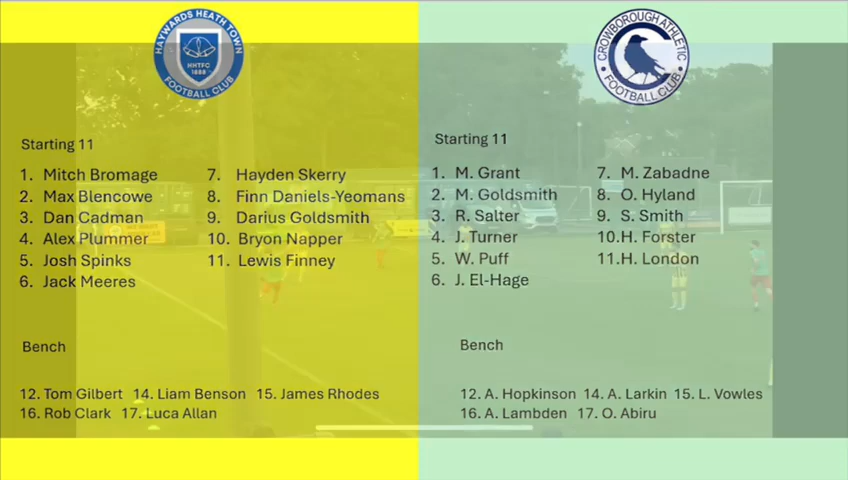 HAYWARDS HEATH TOWN
HHTFC
1888
FOOTBALL CLUB
Starting 11
1. Mitch Bromage
2. Max Blencowe
3. Dan Cadman
4. Alex Plummer
5. Josh Spinks
6. Jack Meeres
7. Hayden Skerry
8. Finn Daniels-Yeomans
9. Darius Goldsmith
10. Bryon Napper
11. Lewis Finney
Bench
12. Tom Gilbert 14. Liam Benson 15. James Rhodes
16. Rob Clark 17. Luca Allan
CROWBOROUGH ATHLETIC
FOOTBALL CLUB
Starting 11
1. M. Grant
2. M. Goldsmith
3. R. Salter
4. J. Turner
5. W. Puff
6. J. El-Hage
7. M. Zabadne
8. O. Hyland
9. S. Smith
10.H. Forster
11.H. London
Bench
12. A. Hopkinson 14. A. Larkin 15. L. Vowles
16. A. Lambden 17. O. Abiru